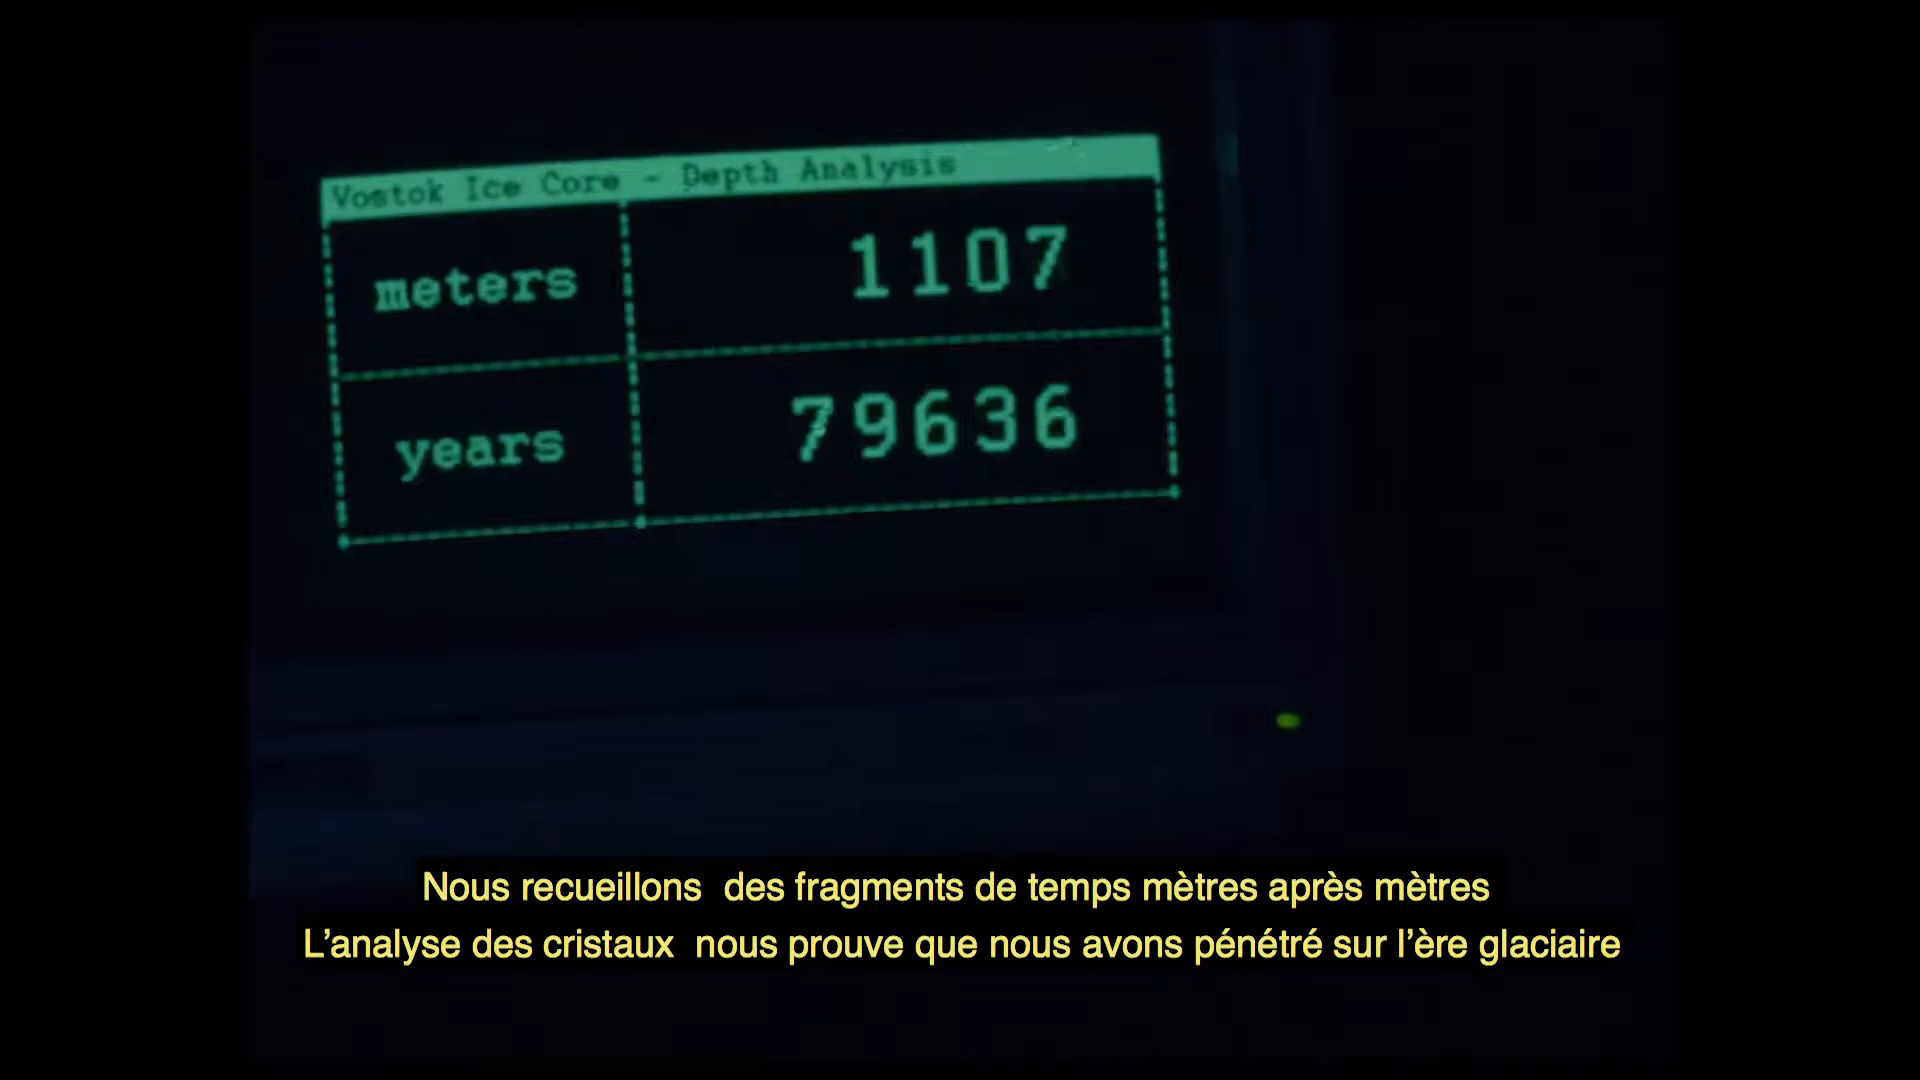 Vostok Ice Core - Depth Analysis
meters 1107
years 79636
Nous recueillons  des fragments de temps mètres après mètres
L’analyse des cristaux  nous prouve que nous avons pénétré sur l’ère glaciaire